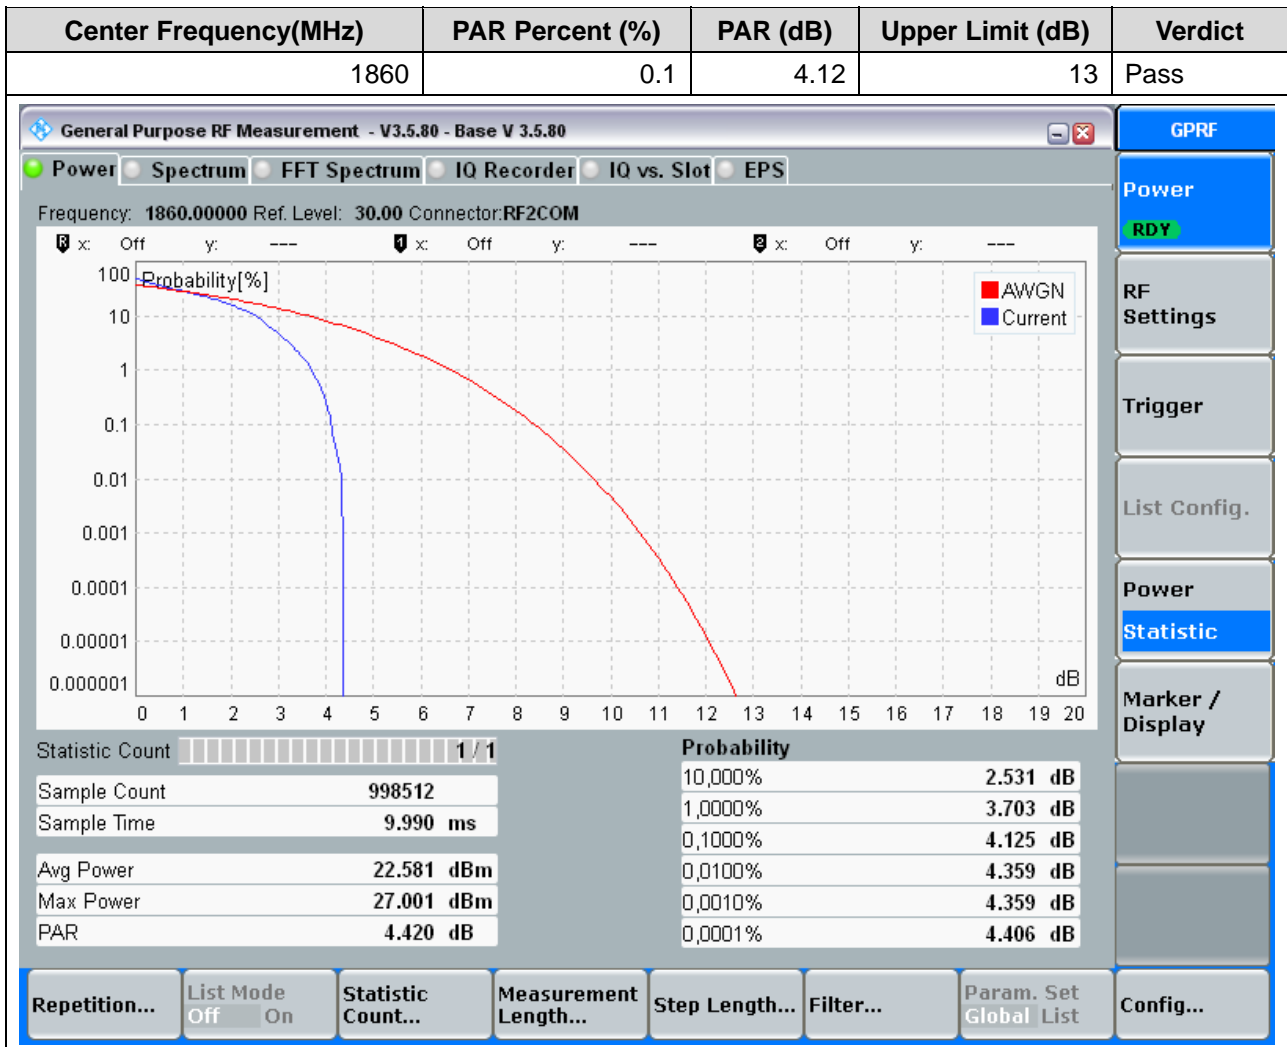 Center Frequency(MHz) PAR Percent (%) PAR (dB) Upper Limit (dB) Verdict
1860 0.1 4.12 13 Pass
General Purpose RF Measurement - V3.5.80 - Base V 3.5.80
GPRF
Power Spectrum FFT Spectrum IQ Recorder IQ vs. Slot EPS
Power
RDY
Frequency: 1860.00000 Ref. Level: 30.00 Connector:RF2COM
R x: Off y: --- 1 x: Off y: --- 2 x: Off y: ---
Probability[%]
AWGN
Current
100
10
1
0.1
0.01
0.001
0.0001
0.00001
0.000001
dB
0 1 2 3 4 5 6 7 8 9 10 11 12 13 14 15 16 17 18 19 20
RF
Settings
Trigger
List Config.
Power
Statistic
Marker /
Display
Statistic Count 1 / 1
Sample Count 998512
Sample Time 9.990 ms
Avg Power 22.581 dBm
Max Power 27.001 dBm
PAR 4.420 dB
Probability
10,000% 2.531 dB
1,0000% 3.703 dB
0,1000% 4.125 dB
0,0100% 4.359 dB
0,0010% 4.359 dB
0,0001% 4.406 dB
Repetition...
List Mode
Off On
Statistic
Count...
Measurement
Length...
Step Length...
Filter...
Param. Set
Global List
Config...